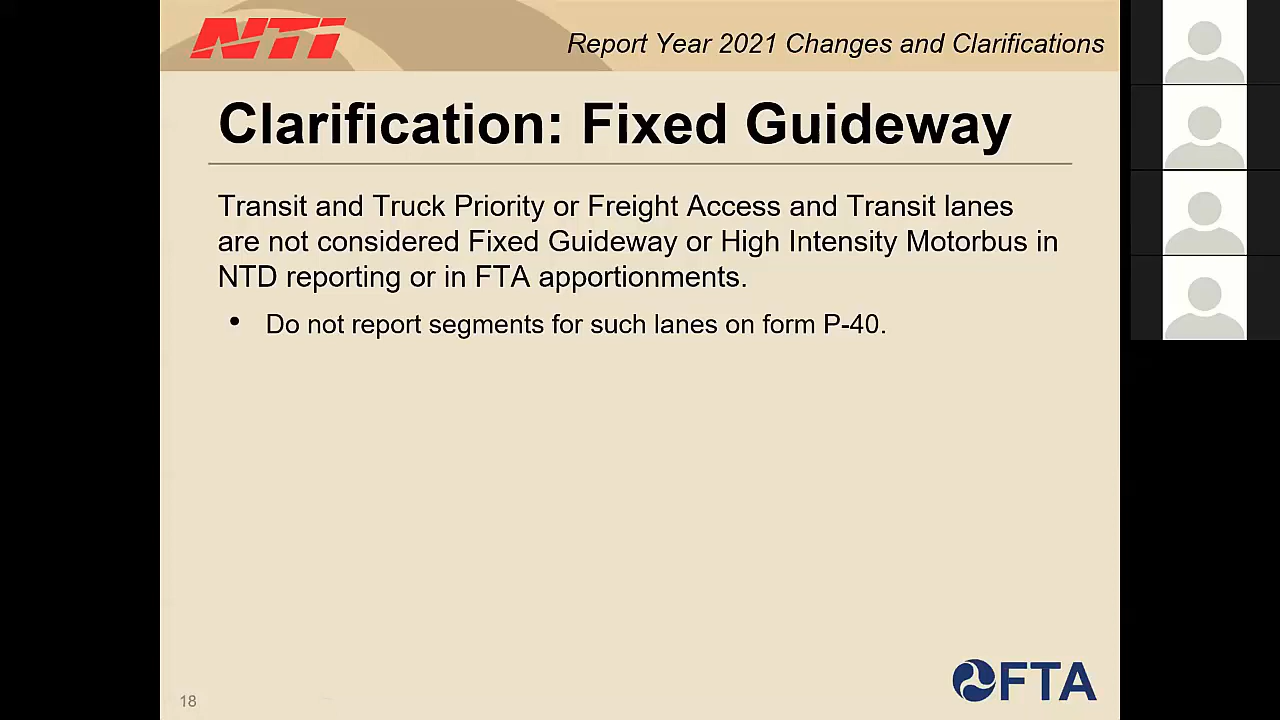 NTI
Report Year 2021 Changes and Clarifications
Clarification: Fixed Guideway
Transit and Truck Priority or Freight Access and Transit lanes
are not considered Fixed Guideway or High Intensity Motorbus in
NTD reporting or in FTA apportionments.
• Do not report segments for such lanes on form P-40.
18
FTA